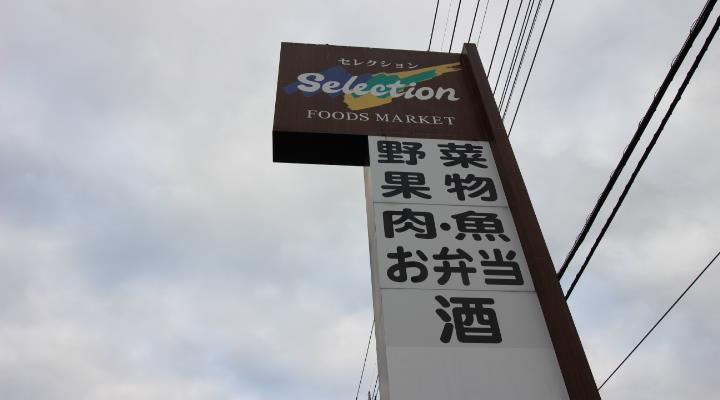 セレクション
Selection
FOODS MARKET
野菜
果物
肉・魚
お弁当
酒